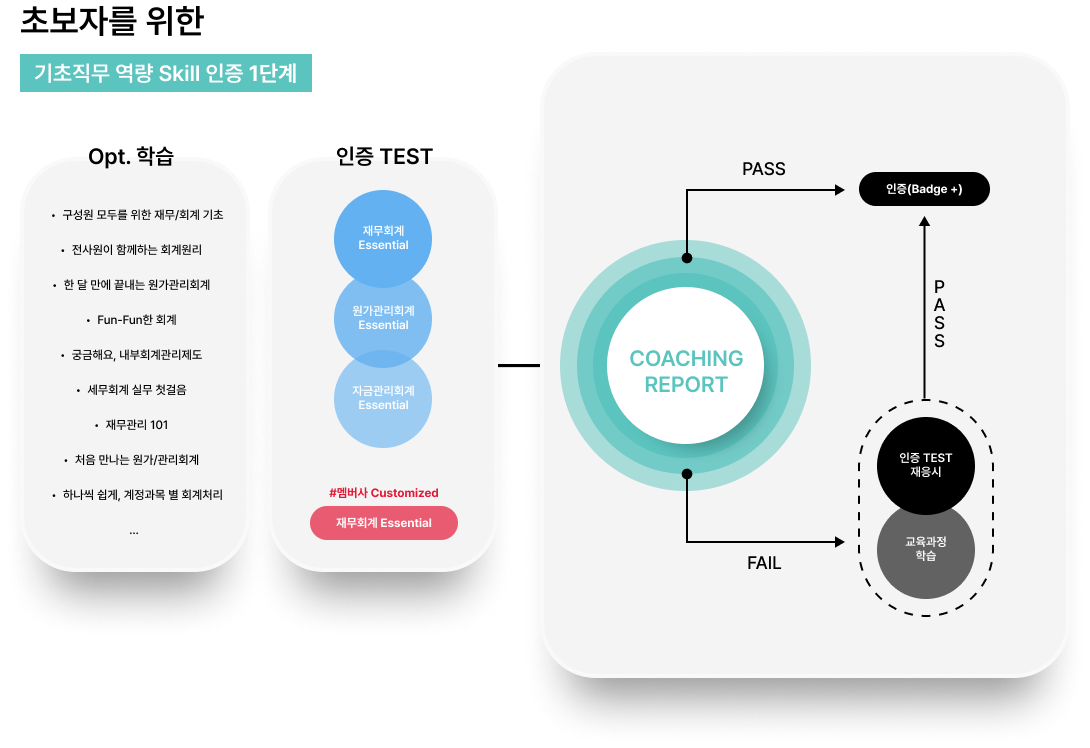 초보자를 위한
기초직무 역량 Skill 인증 1단계
Opt. 학습
• 구성원 모두를 위한 재무/회계 기초
• 전사원이 함께하는 회계원리
• 한 달 만에 끝내는 원가관리회계
• Fun-Fun한 회계
• 궁금해요, 내부회계관리제도
• 세무회계 실무 첫걸음
• 재무관리 101
• 처음 만나는 원가/관리회계
• 하나씩 쉽게, 계정과목 별 회계처리
...
인증 TEST
재무회계
Essential
원가관리회계
Essential
자금관리회계
Essential
#멤버사 Customized
재무회계 Essential
COACHING
REPORT
PASS
인증(Badge +)
PASS
FAIL
인증 TEST
재응시
교육과정
학습